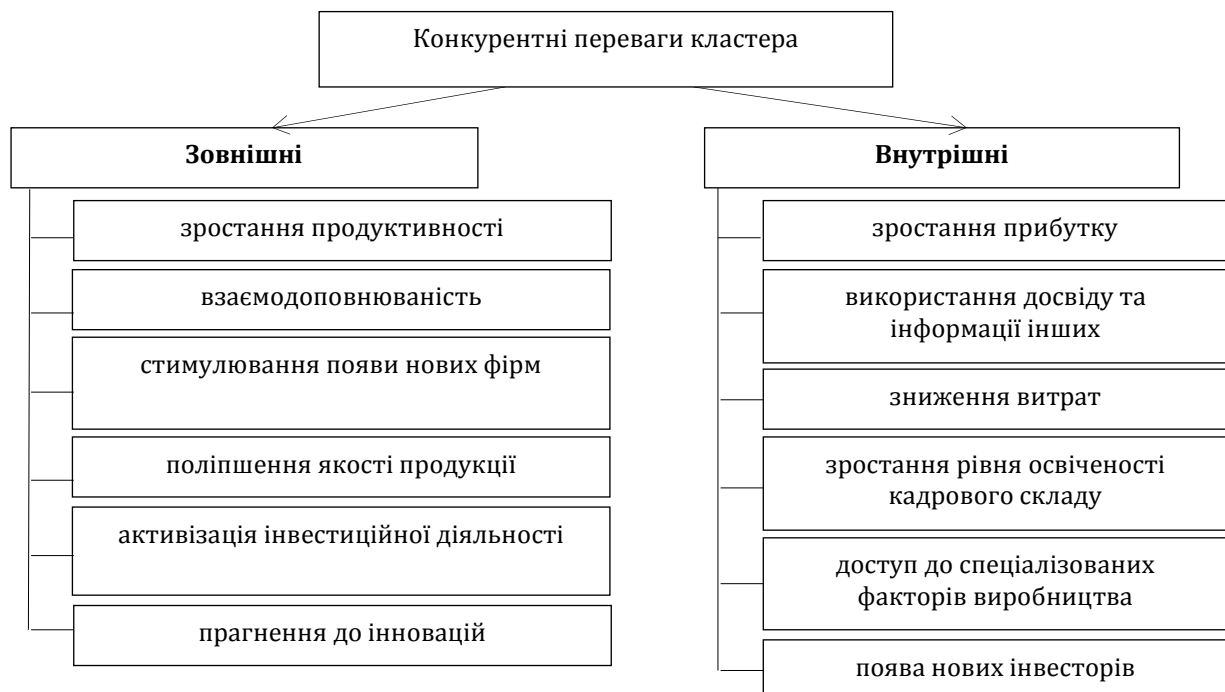 Конкурентні переваги кластера
Зовнішні
зростання продуктивності
взаємодоповнюваність
стимулювання появи нових фірм
поліпшення якості продукції
активізація інвестиційної діяльності
прагнення до інновацій
Внутрішні
зростання прибутку
використання досвіду та
інформації інших
зниження витрат
зростання рівня освіченості
кадрового складу
доступ до спеціалізованих
факторів виробництва
поява нових інвесторів